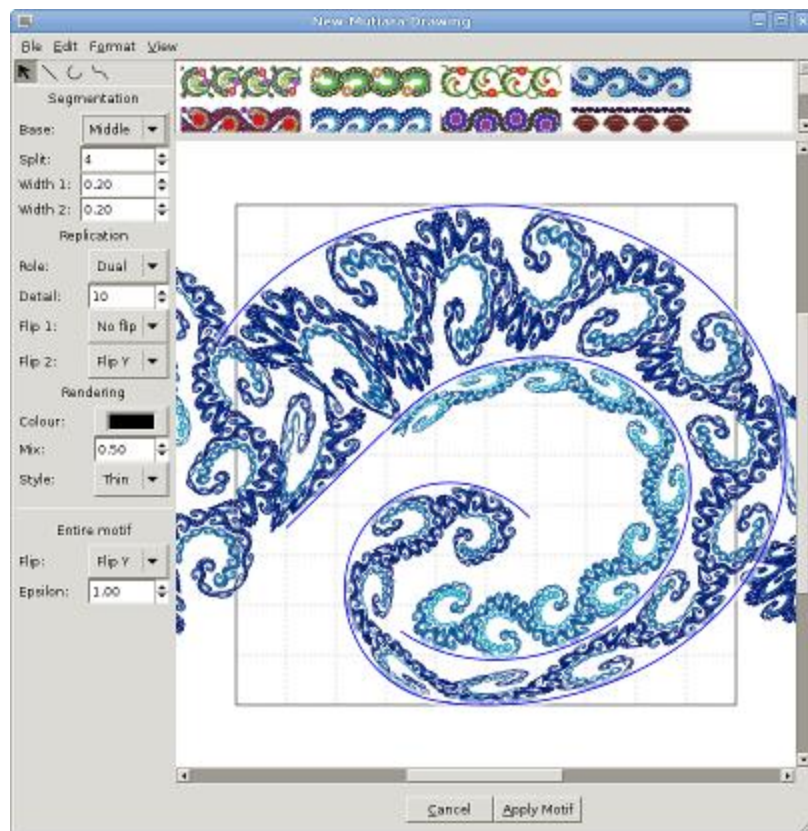 New Mutiara Drawing
File Edit Format View
Segmentation
Base: Middle
Split: 4
Width 1: 0.20
Width 2: 0.20
Replication
Role: Dual
Detail: 10
Flip 1: No flip
Flip 2: Flip Y
Rendering
Colour:
Mix: 0.50
Style: Thin
Entire motif
Flip: Flip Y
Epsilon: 1.00
Cancel Apply Motif